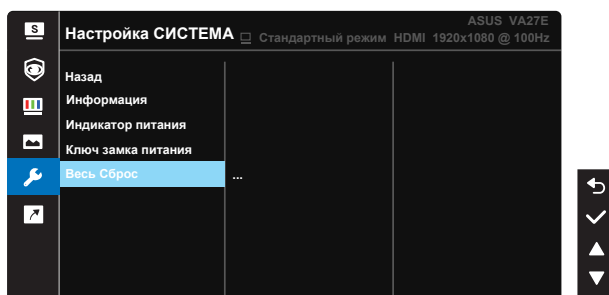 S
ASUS VA27E
Настройка СИСТЕМА Стандартный режим HDMI 1920x1080 @ 100Hz
Назад
Информация
Индикатор питания
Ключ замка питания
Весь Сброс ...